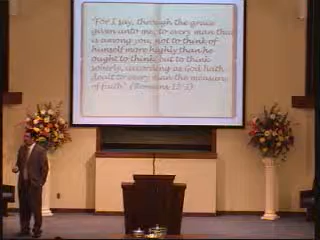 "For I say, through the grace
given unto me, to every man that
is among you, not to think of
himself more highly than he
ought to think; but to think
soberly, according as God hath
dealt to every man the measure
of faith" (Romans 12:3)